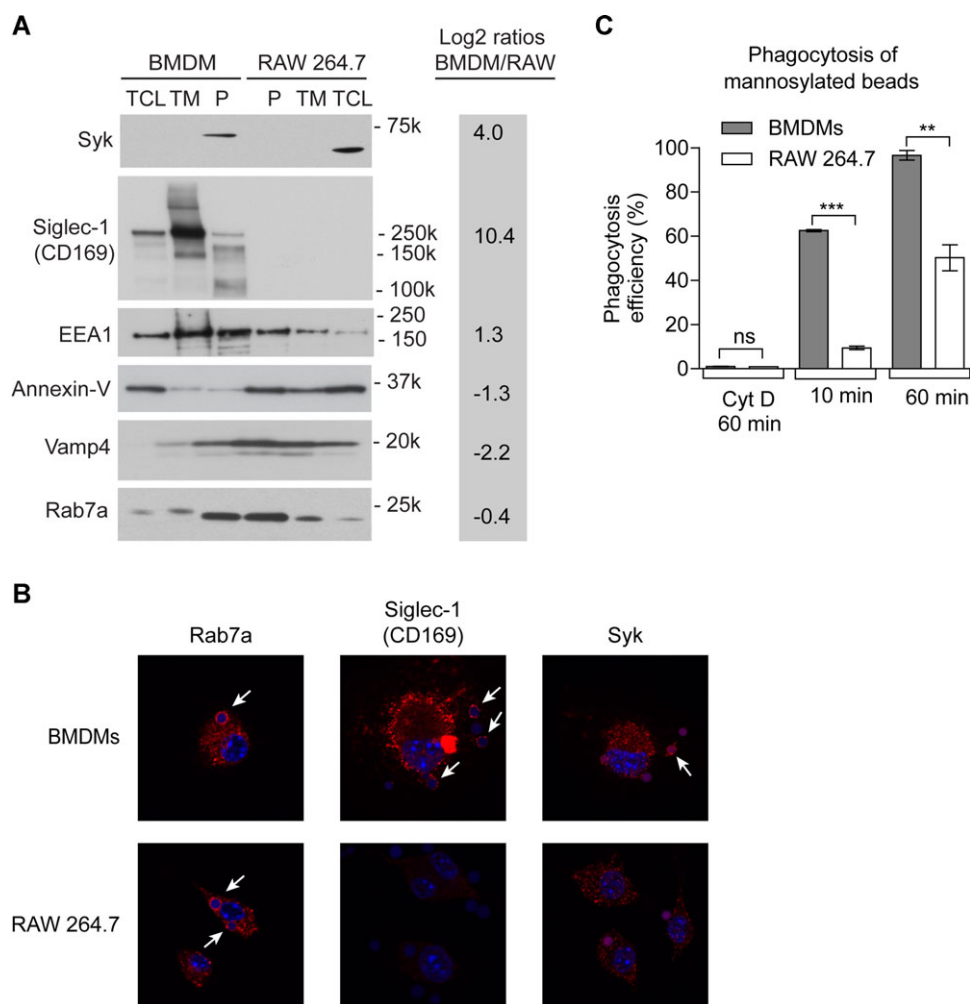 A
BMDM RAW 264.7
TCL TM P P TM TCL
Log2 ratios
BMDM/RAW
Syk
- 75k
4.0
Siglec-1
(CD169)
- 250k
- 150k
- 100k
10.4
EEA1
- 250
- 150
1.3
Annexin-V
- 37k
-1.3
Vamp4
- 20k
-2.2
Rab7a
- 25k
-0.4
C
Phagocytosis of
mannosylated beads
BMDMs
RAW 264.7
Phagocytosis
efficiency (%)
100
80
60
40
20
0
ns
***
**
Cyt D
60 min
10 min
60 min
B
Rab7a
Siglec-1
(CD169)
Syk
BMDMs
RAW 264.7